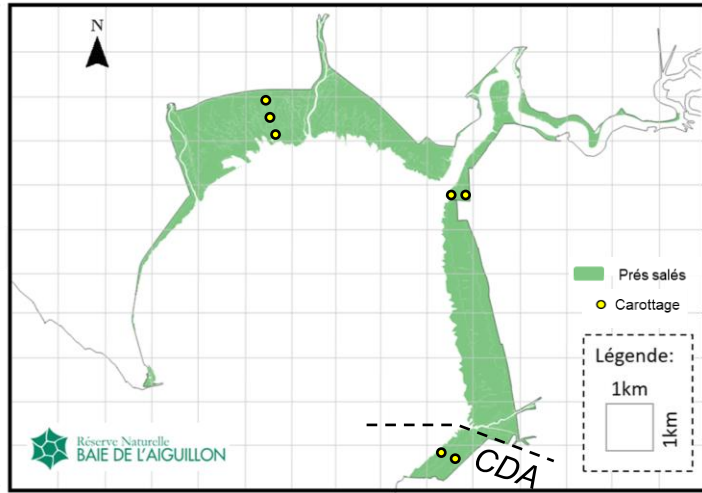 N
Prés salés
Carottage
Légende:
1km
1km
CDA
Réserve Naturelle
BAIE DE L'AIGUILLON